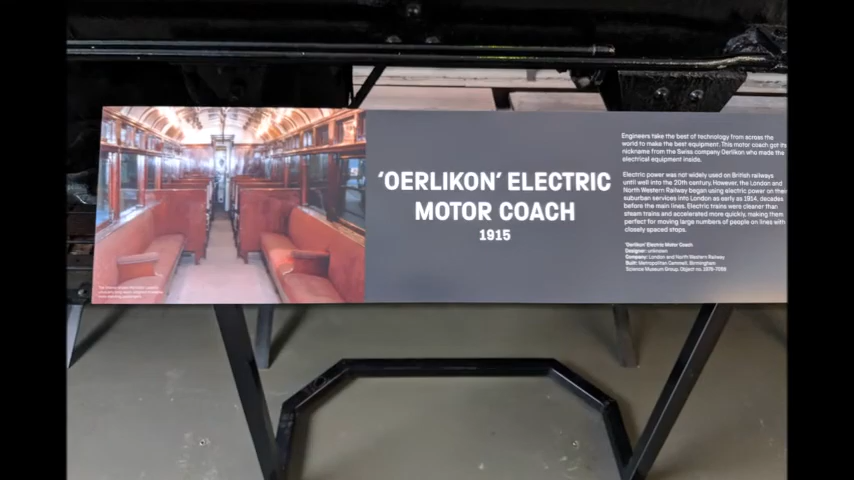 'OERLIKON' ELECTRIC
MOTOR COACH
1915
Engineers take the best of technology from across the
world to make the best equipment. This motor coach got its
nickname from the Swiss company Oerlikon who made the
electrical equipment inside.
Electric power was not widely used on British railways
until well into the 20th century. However, the London and
North Western Railway began using electric power on their
suburban services into London as early as 1914, decades
before the main lines. Electric trains were cleaner than
steam trains and accelerated more quickly, making them
perfect for moving large numbers of people on lines with
closely spaced stops.
'Oerlikon' Electric Motor Coach
Designer: unknown
Company: London and North Western Railway
Built: Metropolitan Cammell, Birmingham
Science Museum Group. Object no.